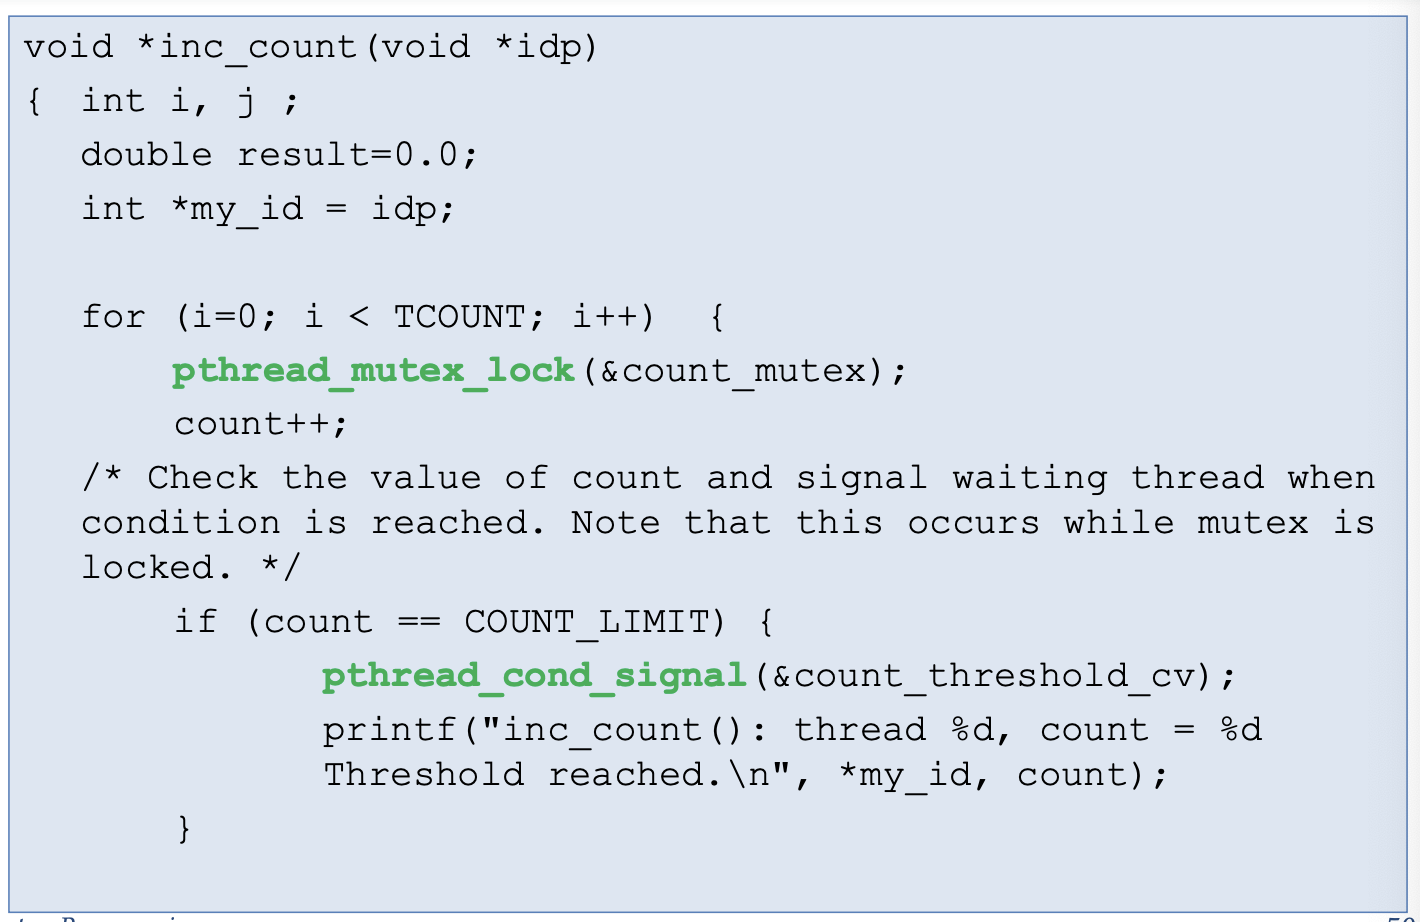 void *inc_count(void *idp)
{ int i, j ;
double result=0.0;
int *my_id = idp;
for (i=0; i < TCOUNT; i++) {
pthread_mutex_lock(&count_mutex);
count++;
/* Check the value of count and signal waiting thread when
condition is reached. Note that this occurs while mutex is
locked. */
if (count == COUNT_LIMIT) {
pthread_cond_signal(&count_threshold_cv);
printf("inc_count(): thread %d, count = %d
Threshold reached.\n", *my_id, count);
}